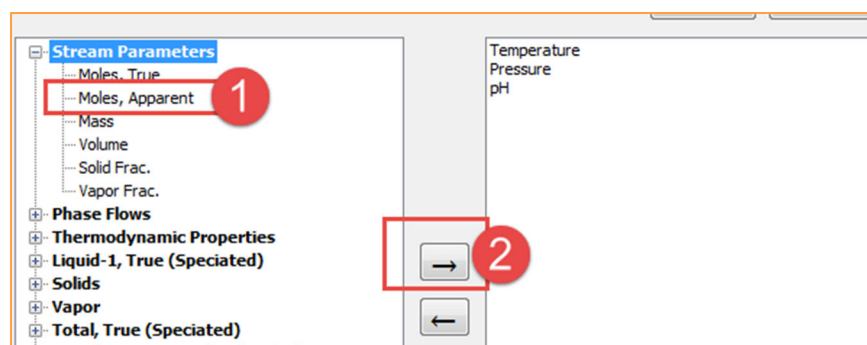 Stream Parameters
Moles, True
Moles, Apparent
1
Mass
Volume
Solid Frac.
Vapor Frac.
Phase Flows
Thermodynamic Properties
Liquid-1, True (Speciated)
Solids
Vapor
Total, True (Speciated)
→
2
←
Temperature
Pressure
pH